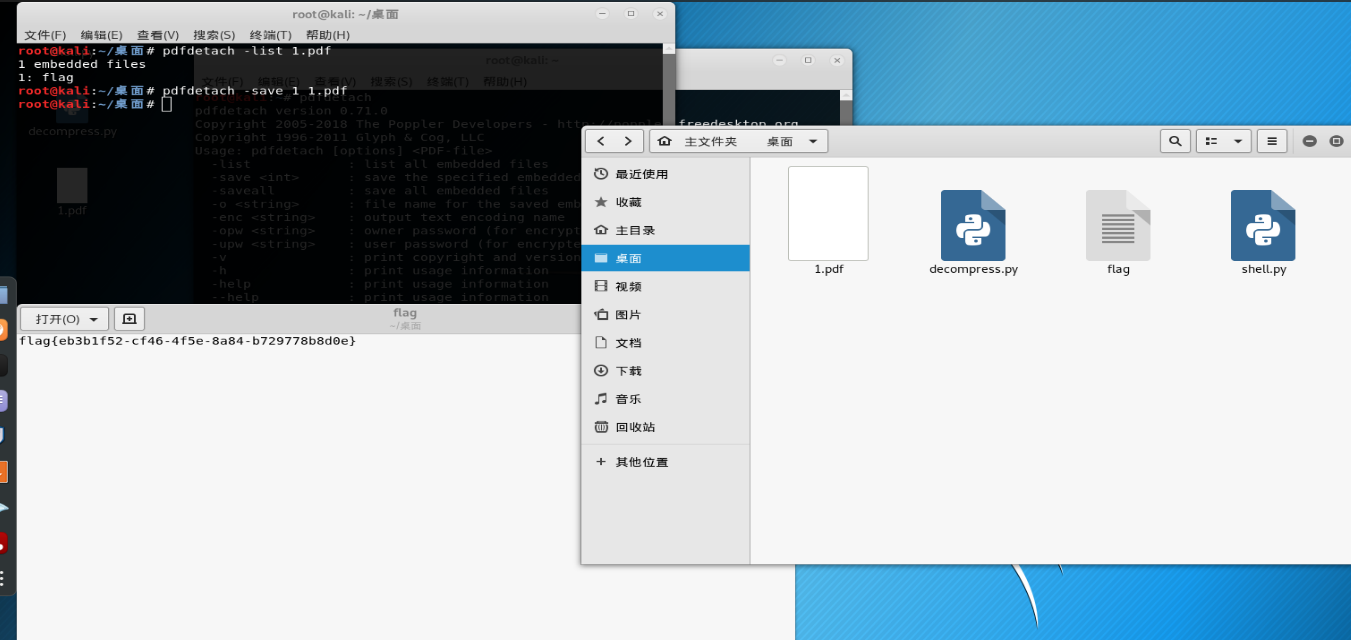 root@kali: ~/桌面
文件(F) 编辑(E) 查看(V) 搜索(S) 终端(T) 帮助(H)
root@kali:~/桌面# pdfdetach -list 1.pdf
1 embedded files
1: flag
root@kali:~/桌面# pdfdetach -save 1 1.pdf
root@kali:~/桌面#
decompress.py
1.pdf
root@kali: ~
文件(F) 编辑(E) 查看(V) 搜索(S) 终端(T) 帮助(H)
root@kali:~# pdfdetach
pdfdetach version 0.71.0
Copyright 2005-2018 The Poppler Developers - http://poppler.freedesktop.org
Copyright 1996-2011 Glyph & Cog, LLC
Usage: pdfdetach [options] <PDF-file>
-list : list all embedded files
-save <int> : save the specified embedded
-saveall : save all embedded files
-o <string> : file name for the saved emb
-enc <string> : output text encoding name
-opw <string> : owner password (for encrypt
-upw <string> : user password (for encrypte
-v : print copyright and version
-h : print usage information
-help : print usage information
--help : print usage information
打开(O)
flag
~/桌面
flag{eb3b1f52-cf46-4f5e-8a84-b729778b8d0e}
主文件夹 桌面
最近使用
收藏
主目录
桌面
视频
图片
文档
下载
音乐
回收站
其他位置
1.pdf
decompress.py
flag
shell.py